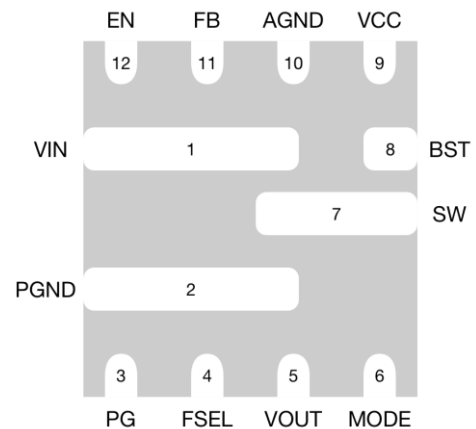 EN FB AGND VCC
12 11 10 9
VIN 1 8 BST
7 SW
PGND 2
3 4 5 6
PG FSEL VOUT MODE